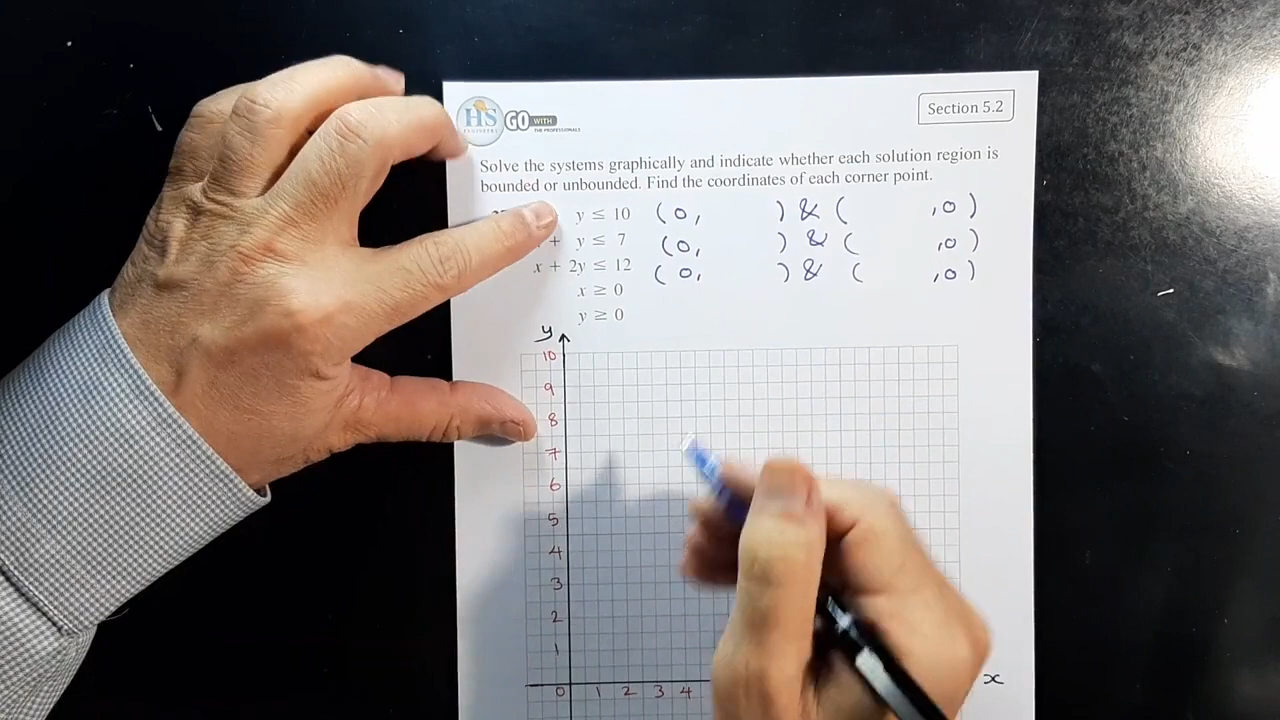 HS
ENGINEERS
GO WITH
THE PROFESSIONALS
Section 5.2
Solve the systems graphically and indicate whether each solution region is
bounded or unbounded. Find the coordinates of each corner point.
y ≤ 10 (0, ) & ( ,0)
+ y ≤ 7 (0, ) & ( ,0)
x + 2y ≤ 12 (0, ) & ( ,0)
x ≥ 0
y ≥ 0
y
10
9
8
7
6
5
4
3
2
1
0 1 2 3 4
x